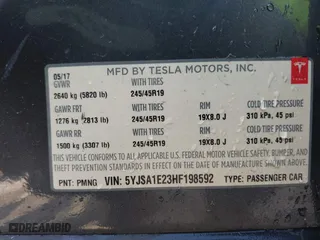 MFD BY TESLA MOTORS, INC.
05/17
GVWR WITH TIRES
2640 kg (5820 lb) 245/45R19
GAWR FRT WITH TIRES RIM COLD TIRE PRESSURE
1276 kg (2813 lb) 245/45R19 19X8.0 J 310 kPa, 45 psi
GAWR RR WITH TIRES RIM COLD TIRE PRESSURE
1500 kg (3307 lb) 245/45R19 19X8.0 J 310 kPa, 45 psi
THIS VEHICLE CONFORMS TO ALL APPLICABLE FEDERAL MOTOR VEHICLE SAFETY, BUMPER, AND
THEFT PREVENTION STANDARDS IN EFFECT ON THE DATE OF MANUFACTURE SHOWN ABOVE.
PNT: PMNG VIN: 5YJSA1E23HF198592 TYPE: PASSENGER CAR
TESLA
DREAMBID